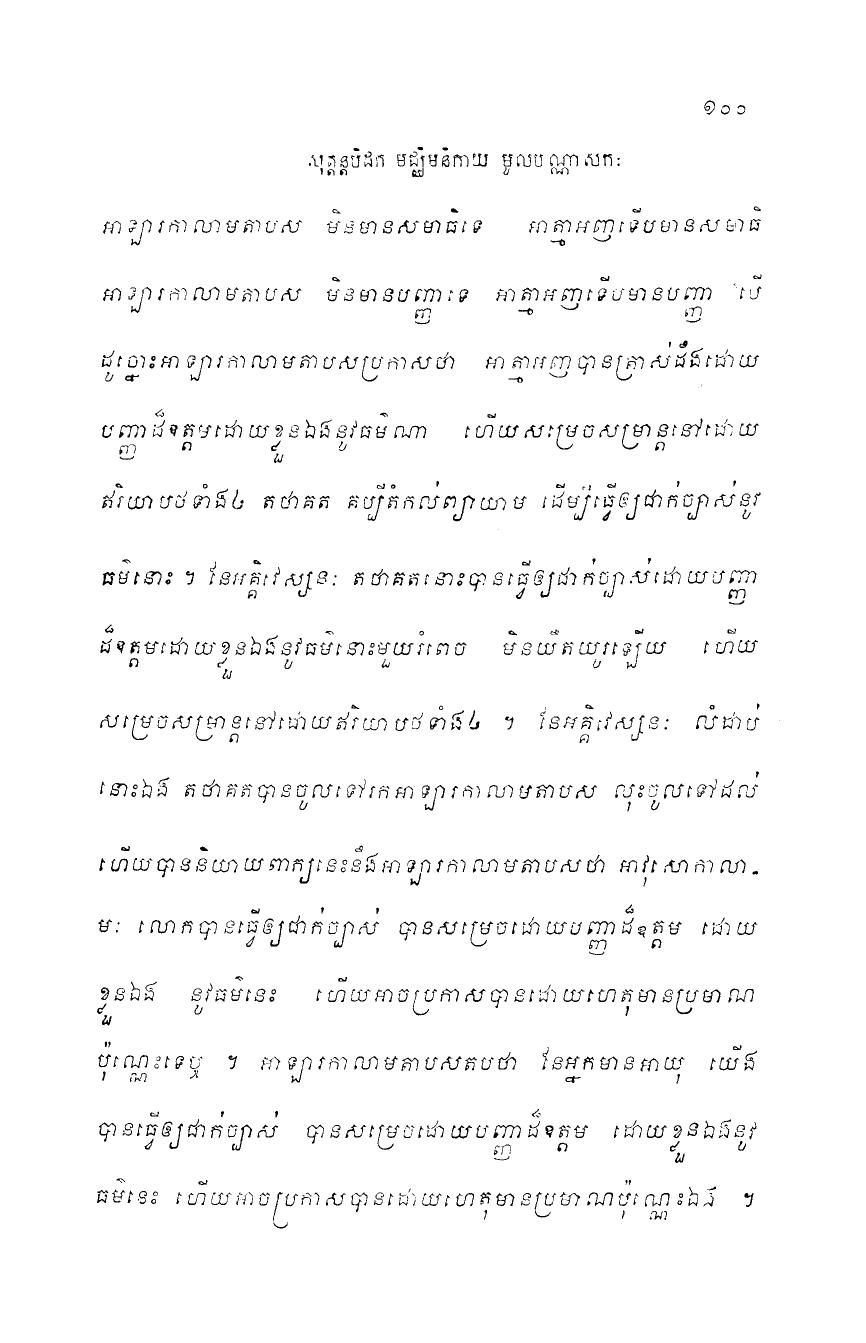 ១០០
សុត្តន្តបិដក មជ្ឈិមនិកាយ មូលបណ្ណាសក:
អាឡារកាលាមតាបស មិនមានសមាធិទេ អាត្មាអញទើបមានសមាធិ
អាឡារកាលាមតាបស មិនមានបញ្ញាទេ អាត្មាអញទើបមានបញ្ញា បើ
ដូច្នោះអាឡារកាលាមតាបសប្រកាសថា អាត្មាអញបានត្រាស់ដឹងដោយ
បញ្ញាដ៏ឧត្តមដោយខ្លួនឯងនូវធម៌ណា ហើយសម្រេចសម្រាន្តនៅដោយ
ឥរិយាបថទាំង៤ តថាគត គប្បីតំកល់ព្យាយាម ដើម្បីធ្វើឲ្យជាក់ច្បាស់នូវ
ធម៌នោះ ។ នែអគ្គិវេស្សន: តថាគតនោះបានធ្វើឲ្យជាក់ច្បាស់ដោយបញ្ញា
ដ៏ឧត្តមដោយខ្លួនឯងនូវធម៌នោះមួយរំពេច មិនយឺតយូរឡើយ ហើយ
សម្រេចសម្រាន្តនៅដោយឥរិយាបថទាំង៤ ។ នែអគ្គិវេស្សន: លំដាប់
នោះឯង តថាគតបានចូលទៅរកអាឡារកាលាមតាបស លុះចូលទៅដល់
ហើយបាននិយាយពាក្យនេះនឹងអាឡារកាលាមតាបសថា អាវុសោកាលា-
ម: លោកបានធ្វើឲ្យជាក់ច្បាស់ បានសម្រេចដោយបញ្ញាដ៏ឧត្តម ដោយ
ខ្លួនឯង នូវធម៌នេះ ហើយអាចប្រកាសបានដោយហេតុមានប្រមាណ
ប៉ុណ្ណេះទេឬ ។ អាឡារកាលាមតាបសតបថា នែអ្នកមានអាយុ យើង
បានធ្វើឲ្យជាក់ច្បាស់ បានសម្រេចដោយបញ្ញាដ៏ឧត្តម ដោយខ្លួនឯងនូវ
ធម៌នេះ ហើយអាចប្រកាសបានដោយហេតុមានប្រមាណប៉ុណ្ណេះឯង ។